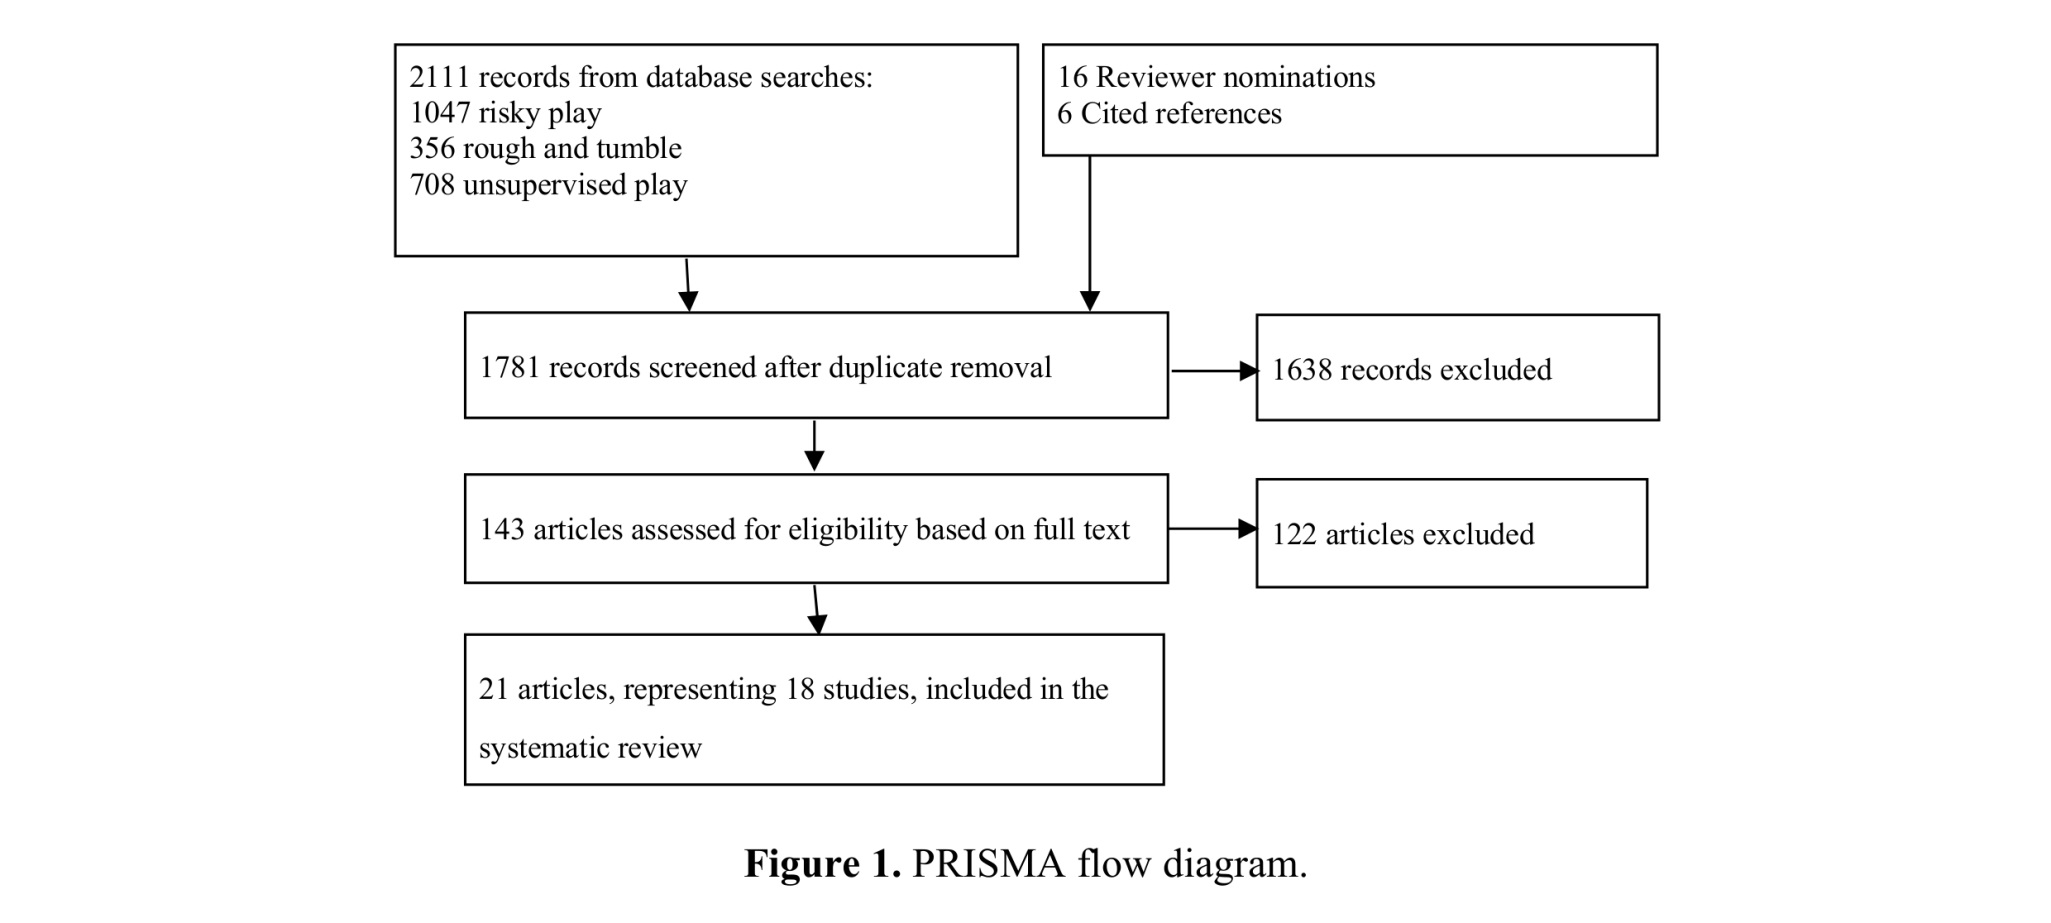 2111 records from database searches:
1047 risky play
356 rough and tumble
708 unsupervised play
16 Reviewer nominations
6 Cited references
1781 records screened after duplicate removal
1638 records excluded
143 articles assessed for eligibility based on full text
122 articles excluded
21 articles, representing 18 studies, included in the
systematic review
Figure 1. PRISMA flow diagram.